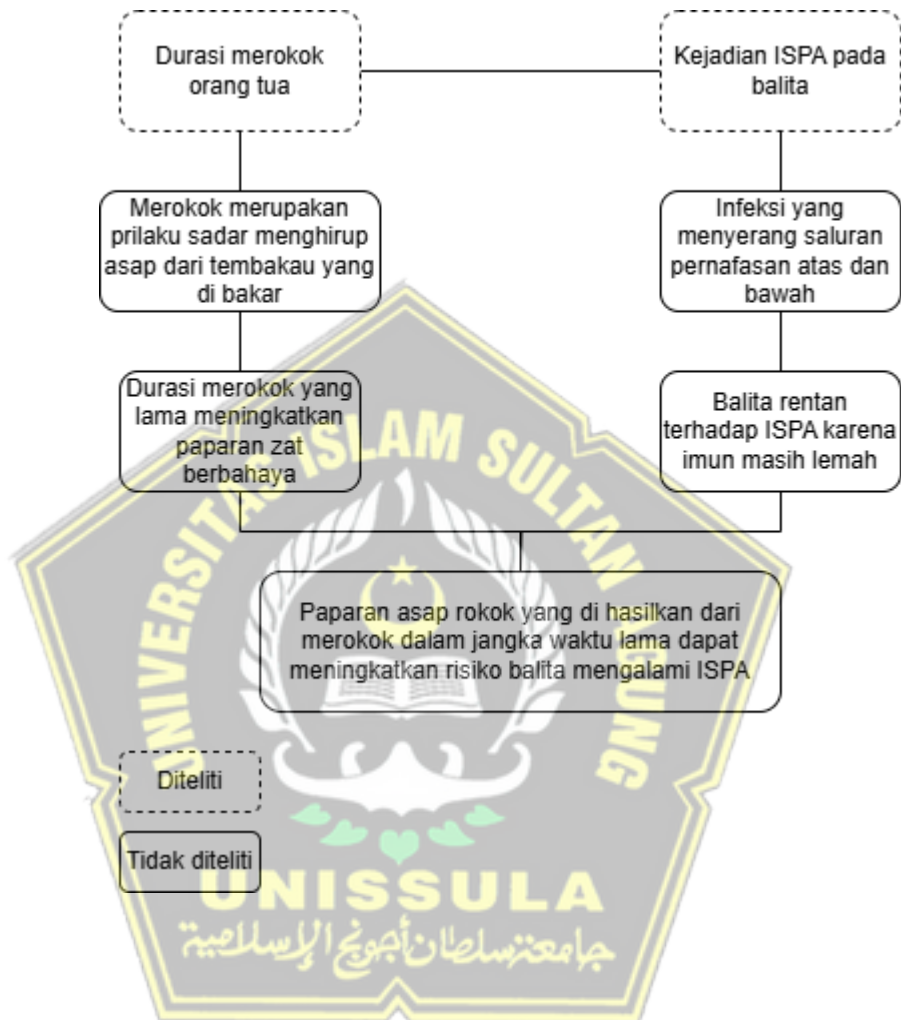 Durasi merokok
orang tua
Kejadian ISPA pada
balita
Merokok merupakan
prilaku sadar menghirup
asap dari tembakau yang
di bakar
Infeksi yang
menyerang saluran
pernafasan atas dan
bawah
Durasi merokok yang
lama meningkatkan
paparan zat
berbahaya
Balita rentan
terhadap ISPA karena
imun masih lemah
UNIVERSITAS ISLAM SULTAN AGUNG
Paparan asap rokok yang di hasilkan dari
merokok dalam jangka waktu lama dapat
meningkatkan risiko balita mengalami ISPA
Diteliti
Tidak diteliti
UNISSULA
جامعنسلطان أجونج الإسلامية